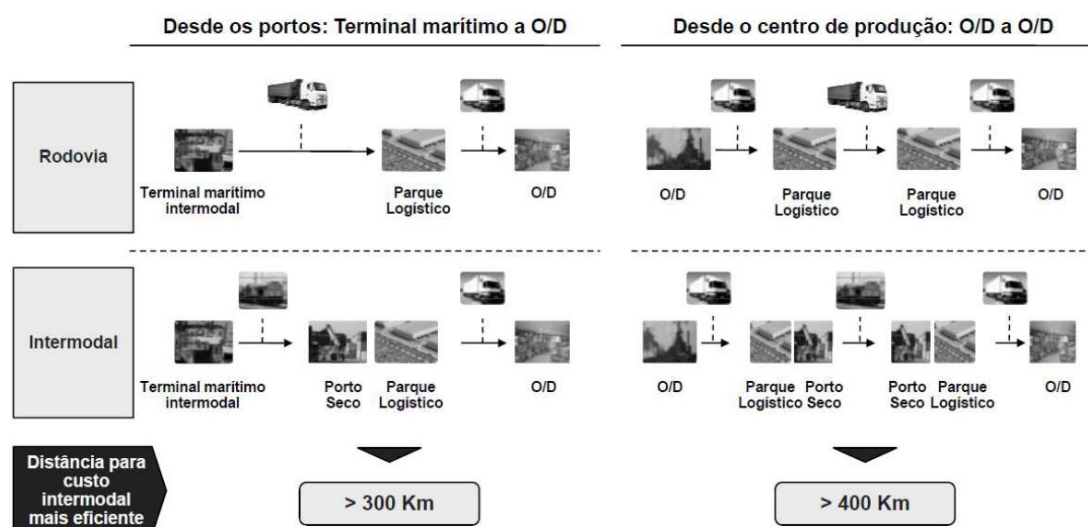 Desde os portos: Terminal marítimo a O/D
Desde o centro de produção: O/D a O/D
Rodovia
Terminal marítimo
intermodal
Parque
Logístico
O/D
O/D
Parque
Logístico
Parque
Logístico
O/D
Intermodal
Terminal marítimo
intermodal
Porto
Seco
Parque
Logístico
O/D
O/D
Parque
Logístico
Porto
Seco
Porto
Seco
Parque
Logístico
O/D
Distância para
custo
intermodal
mais eficiente
> 300 Km
> 400 Km